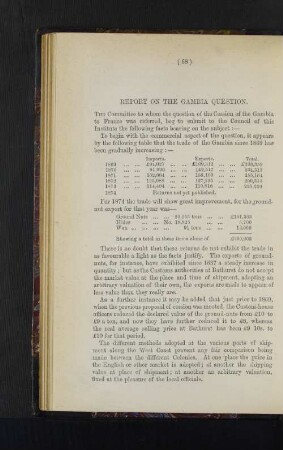 ( 68 )
REPORT ON THE GAMBIA QUESTION.
THE Committee to whom the question of the Cession of the Gambia
to France was referred, beg to submit to the Council of this
Institute the following facts bearing on the subject :—
To begin with the commercial aspect of the question, it appears
by the following table that the trade of the Gambia since 1869 has
been gradually increasing :—
Imports. Exports. Total.
1869
1870
1871
1872
1873
1874 Returns not yet published.
For 1874 the trade will show great improvement, for the ground-
nut export for that year was—
Ground Nuts tons
Hides No.
Wax tons
Showing a total in these items alone of
There is no doubt that these returns do not exhibit the trade in
as favourable a light as the facts justify. The exports of ground-
nuts, for instance, have exhibited since 1867 a steady increase in
quantity ; but as the Customs authorities at Bathurst do not accept
the market value at the place and time of shipment, adopting an
arbitrary valuation of their own, the exports are made to appear of
less value than they really are.
As a further instance it may be added that just prior to 1869,
when the previous proposal of cession was mooted, the Custom-house
officers reduced the declared value of the ground-nuts from £12 to
£9 a ton, and now they have further reduced it to £8, whereas
the real average selling price at Bathurst has been £9 10s. to
£10 for that period.
The different methods adopted at the various ports of ship-
ment along the West Coast prevent any fair comparison being
made between the different Colonies. At one place the price in
the English or other market is adopted ; at another the shipping
value at place of shipment ; at another an arbitrary valuation,
fixed at the pleasure of the local officials.